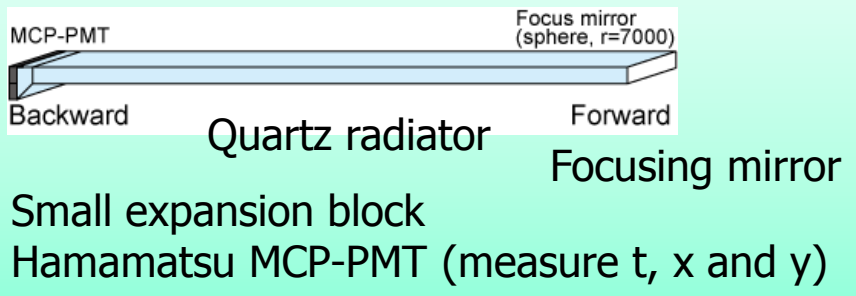 MCP-PMT
Focus mirror
(sphere, r=7000)
Backward
Forward
Quartz radiator
Focusing mirror
Small expansion block
Hamamatsu MCP-PMT (measure t, x and y)